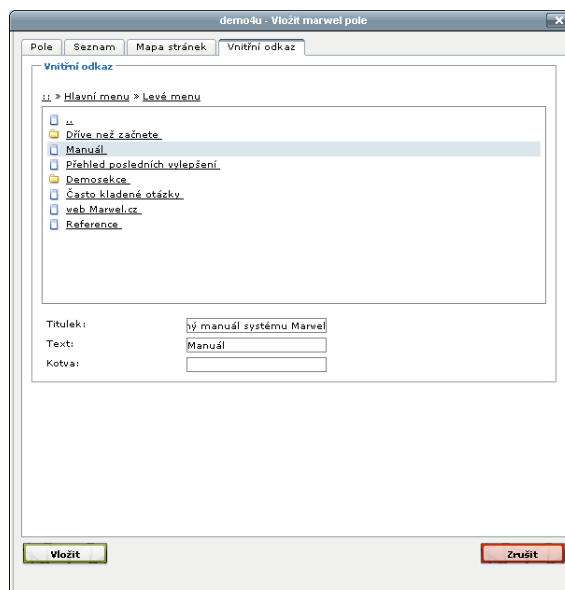 demo4u - Vložit marwel pole
Pole Seznam Mapa stránek Vnitřní odkaz
Vnitřní odkaz
:: » Hlavní menu » Levé menu
..
Dříve než začnete
Manuál
Přehled posledních vylepšení
Demosekce
Často kladené otázky
web Marwel.cz
Reference
Titulek: ný manuál systému Marwel
Text: Manuál
Kotva:
Vložit Zrušit